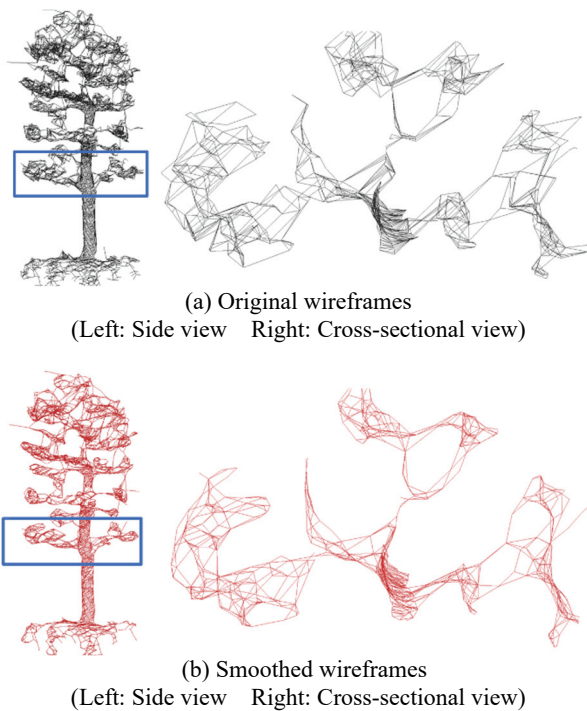 (a) Original wireframes
(Left: Side view    Right: Cross-sectional view)
(b) Smoothed wireframes
(Left: Side view    Right: Cross-sectional view)